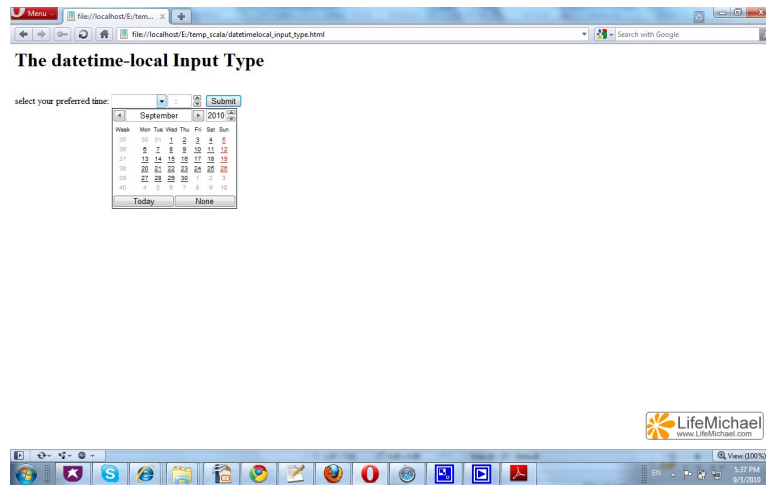 Menu
file://localhost/E:/tem...
file://localhost/E:/temp_scala/datetimelocal_input_type.html
Search with Google
The datetime-local Input Type
select your preferred time: : Submit
September 2010
Week Mon Tue Wed Thu Fri Sat Sun
35 30 31 1 2 3 4 5
36 6 7 8 9 10 11 12
37 13 14 15 16 17 18 19
38 20 21 22 23 24 25 26
39 27 28 29 30 1 2 3
40 4 5 6 7 8 9 10
Today None
LifeMichael
www.LifeMichael.com
View (100%)
EN
5:37 PM
9/3/2010